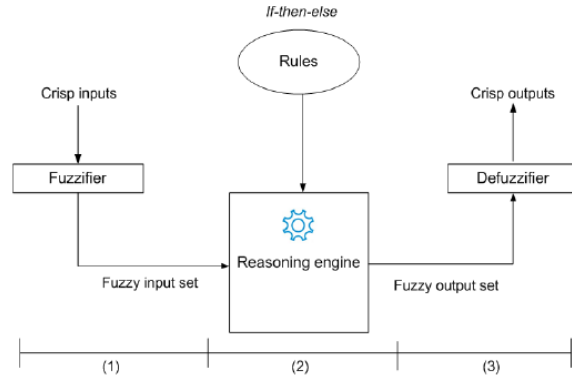 If-then-else
Rules
Crisp inputs
Crisp outputs
Fuzzifier
Defuzzifier
Reasoning engine
Fuzzy input set
Fuzzy output set
(1)
(2)
(3)